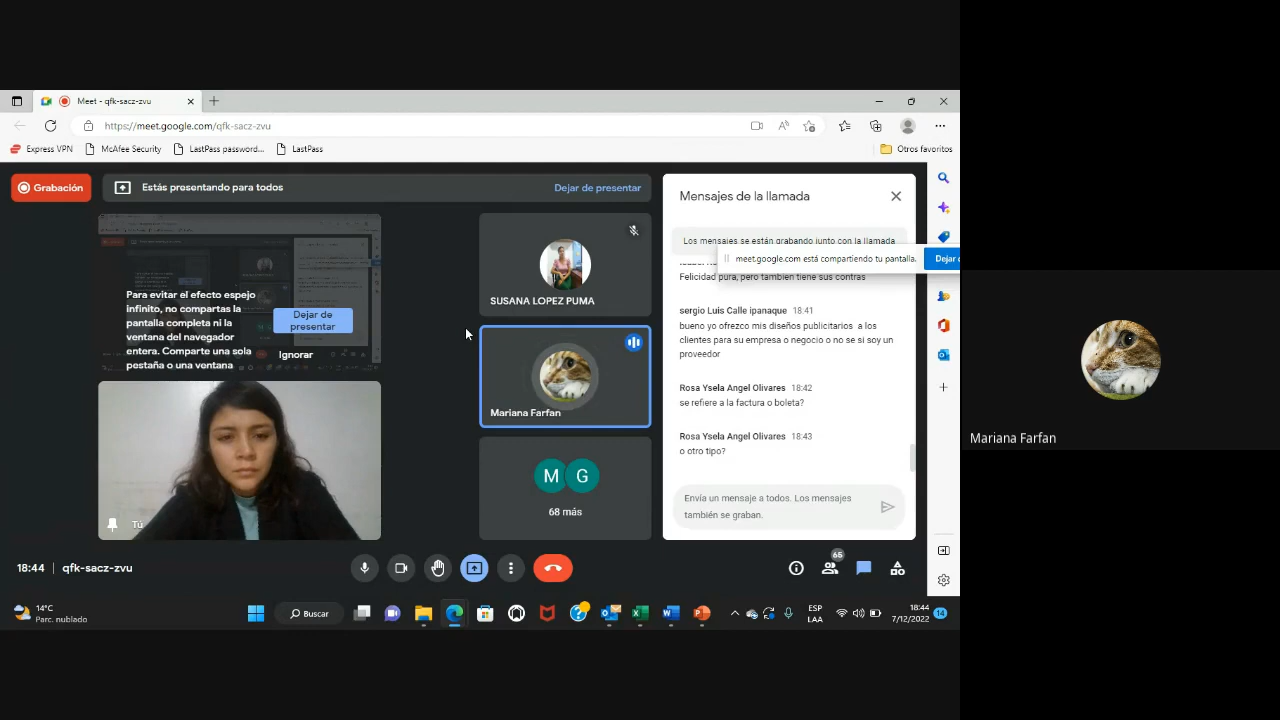 Meet - qfk-sacz-zvu
https://meet.google.com/qfk-sacz-zvu
Express VPN
McAfee Security
LastPass password...
LastPass
Otros favoritos
Grabación
Estás presentando para todos
Dejar de presentar
Para evitar el efecto espejo
infinito, no compartas la
pantalla completa ni la
ventana del navegador
entera. Comparte una sola
pestaña o una ventana
Dejar de
presentar
Ignorar
Tú
SUSANA LOPEZ PUMA
Mariana Farfan
M G
68 más
Mensajes de la llamada
Los mensajes se están grabando junto con la llamada
meet.google.com está compartiendo tu pantalla.
Dejar
Felicidad pura, pero tambien tiene sus contras
sergio Luis Calle ipanaque 18:41
bueno yo ofrezco mis diseños publicitarios a los
clientes para su empresa o negocio o no se si soy un
proveedor
Rosa Ysela Angel Olivares 18:42
se refiere a la factura o boleta?
Rosa Ysela Angel Olivares 18:43
o otro tipo?
Envía un mensaje a todos. Los mensajes
también se graban.
18:44 | qfk-sacz-zvu
65
14°C
Parc. nublado
Buscar
ESP
LAA
18:44
7/12/2022
14
Mariana Farfan